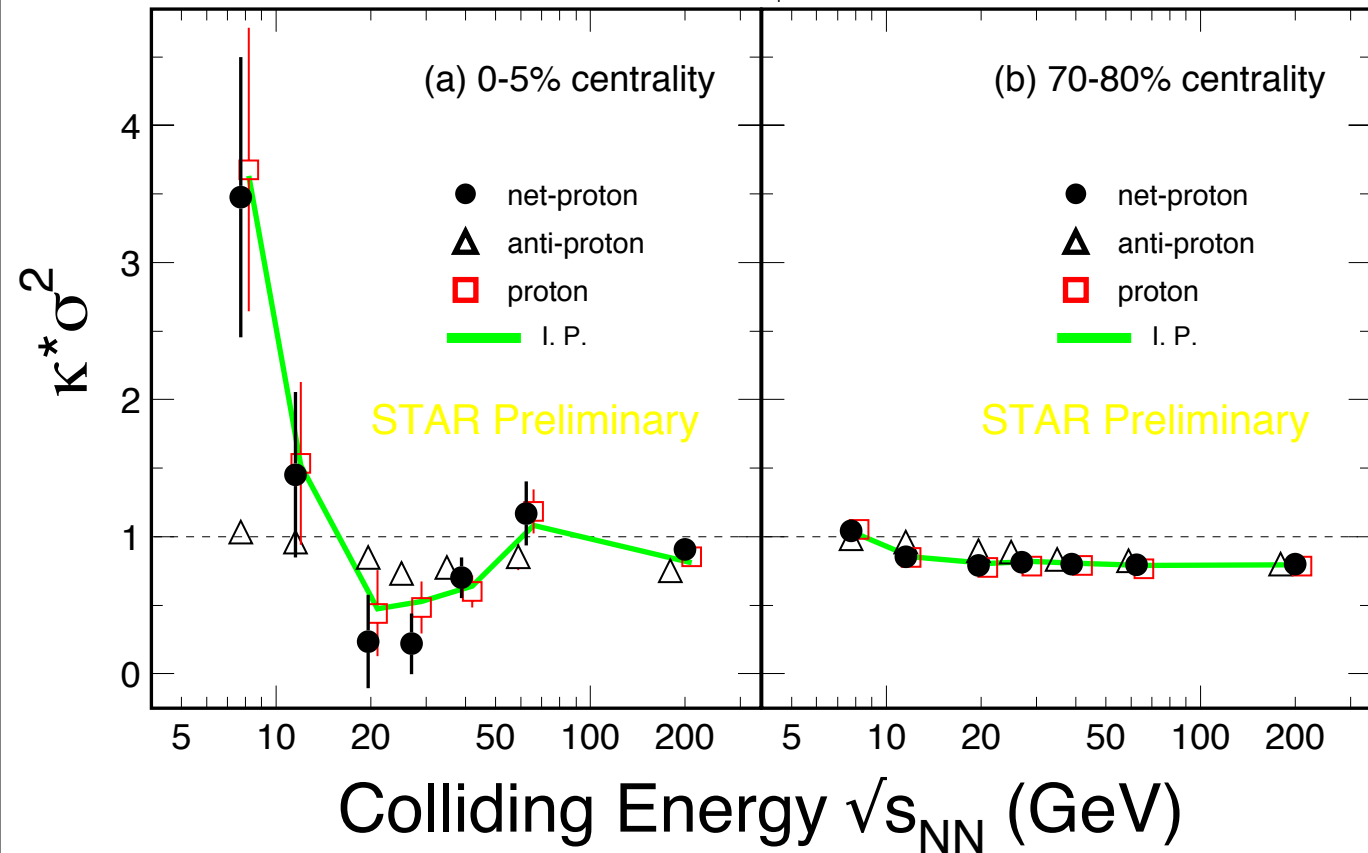 (a) 0-5% centrality
net-proton
anti-proton
proton
I. P.
STAR Preliminary
(b) 70-80% centrality
net-proton
anti-proton
proton
I. P.
STAR Preliminary
κ*σ²
4
3
2
1
0
5 10 20 50 100 200
5 10 20 50 100 200
Colliding Energy √s_NN (GeV)